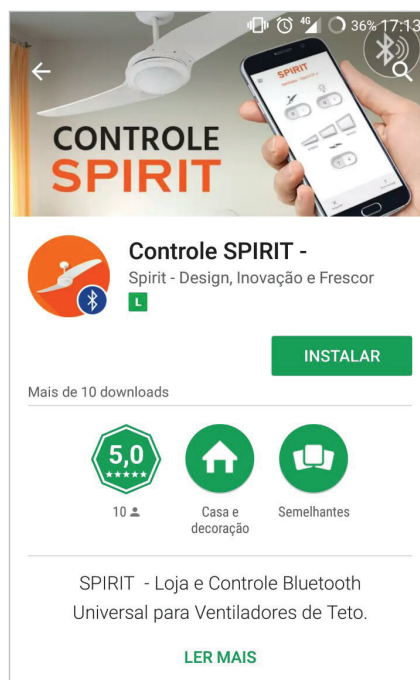 4G 36% 17:13
SPIRIT
CONTROLE
SPIRIT
Controle SPIRIT -
Spirit - Design, Inovação e Frescor
L
INSTALAR
Mais de 10 downloads
5,0
10
Casa e
decoração
Semelhantes
SPIRIT - Loja e Controle Bluetooth
Universal para Ventiladores de Teto.
LER MAIS